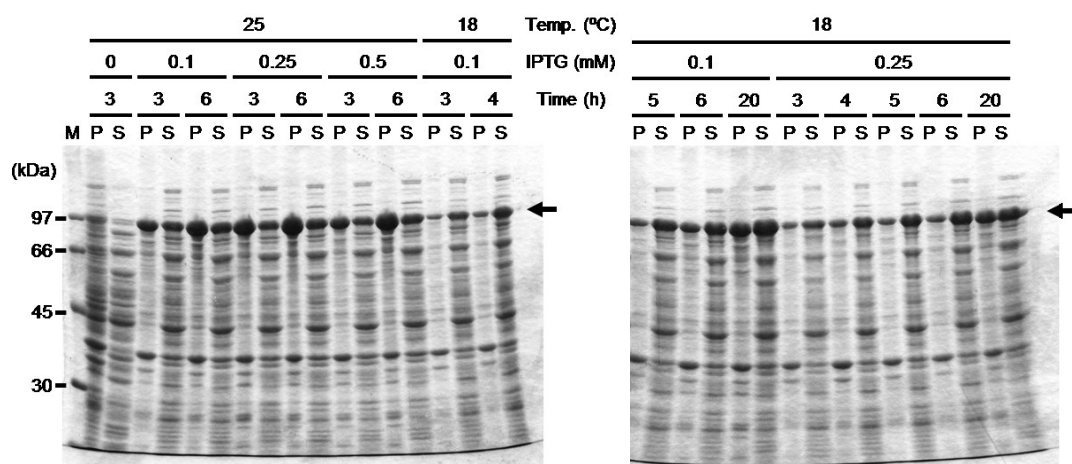 25 18 Temp. (ºC) 18
0 0.1 0.25 0.5 0.1 IPTG (mM) 0.1 0.25
3 3 6 3 6 3 6 3 4 Time (h) 5 6 20 3 4 5 6 20
M P S P S P S P S P S P S P S P S P S P S P S P S P S P S P S P S P S
(kDa)
97
66
45
30